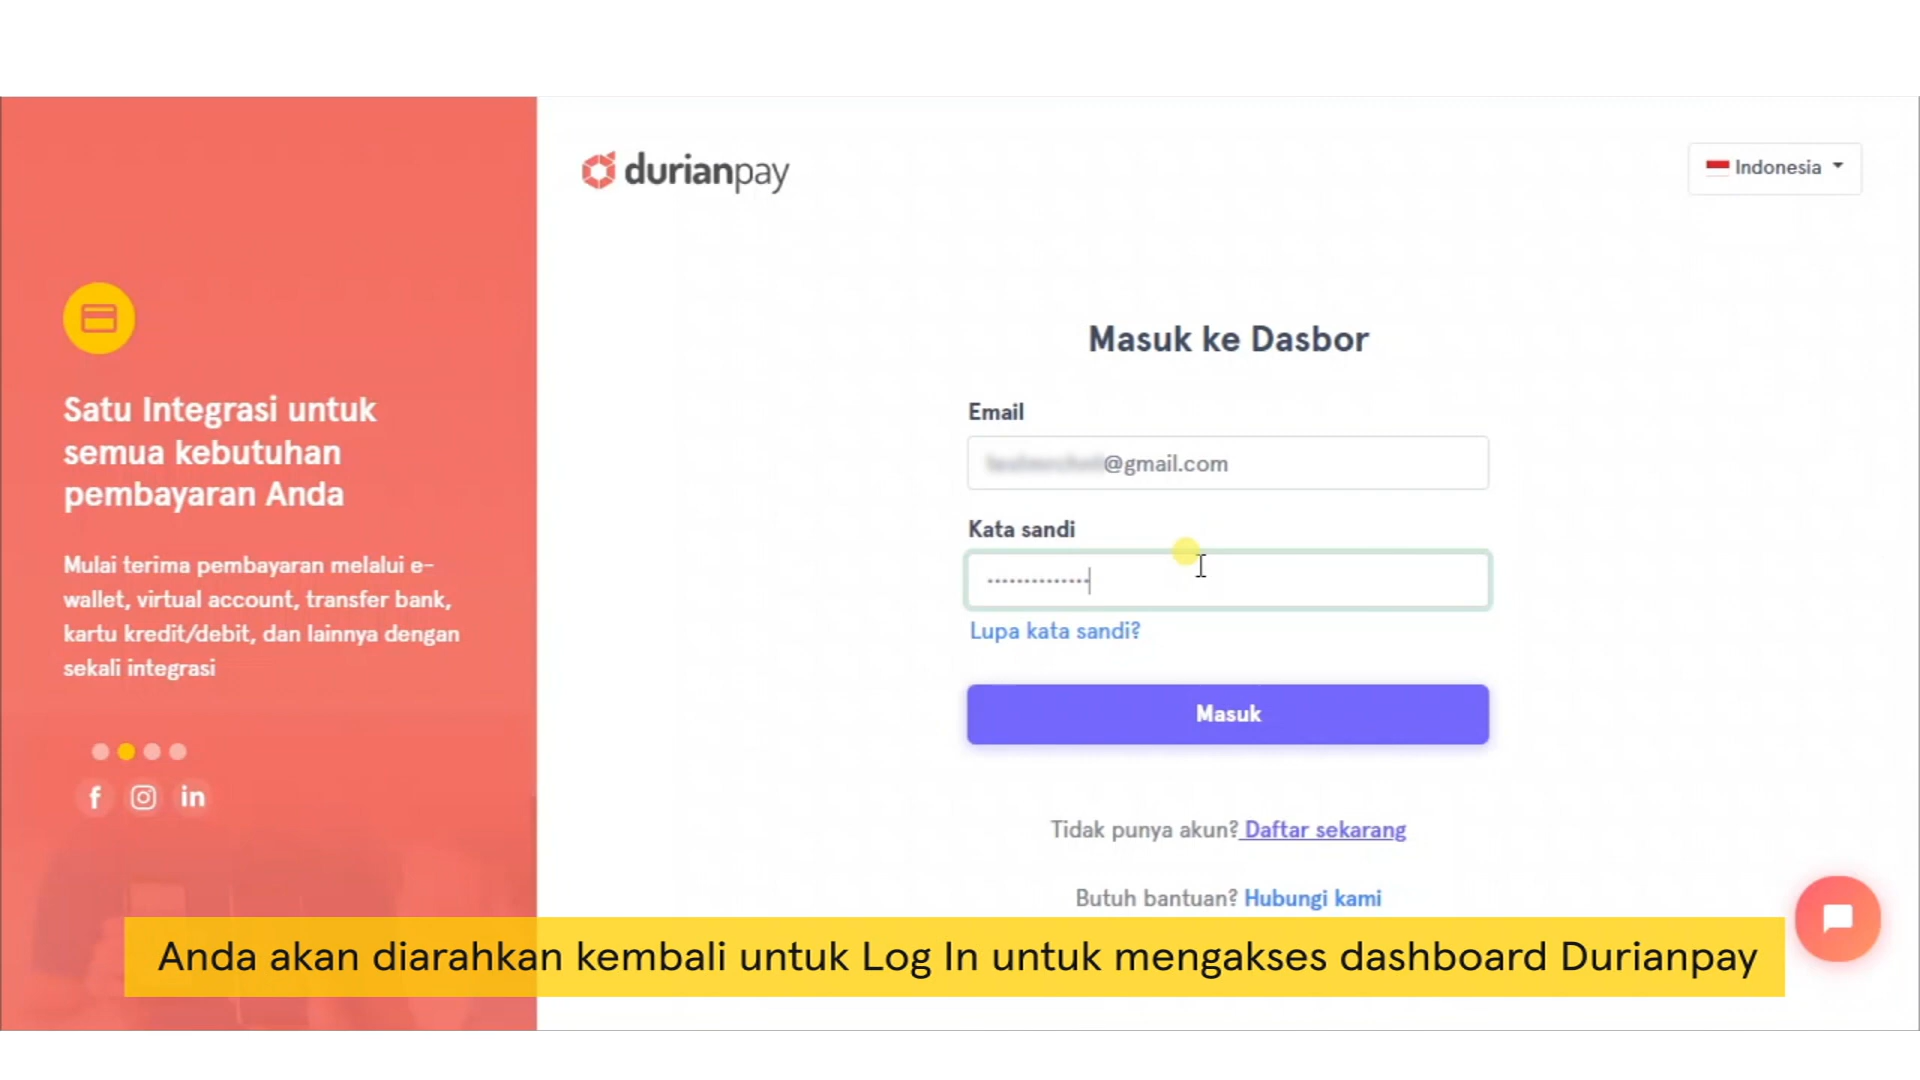 durianpay
Indonesia
Satu Integrasi untuk
semua kebutuhan
pembayaran Anda
Mulai terima pembayaran melalui e-
wallet, virtual account, transfer bank,
kartu kredit/debit, dan lainnya dengan
sekali integrasi
f
in
Masuk ke Dasbor
Email
@gmail.com
Kata sandi
Lupa kata sandi?
Masuk
Tidak punya akun? Daftar sekarang
Butuh bantuan? Hubungi kami
Anda akan diarahkan kembali untuk Log In untuk mengakses dashboard Durianpay